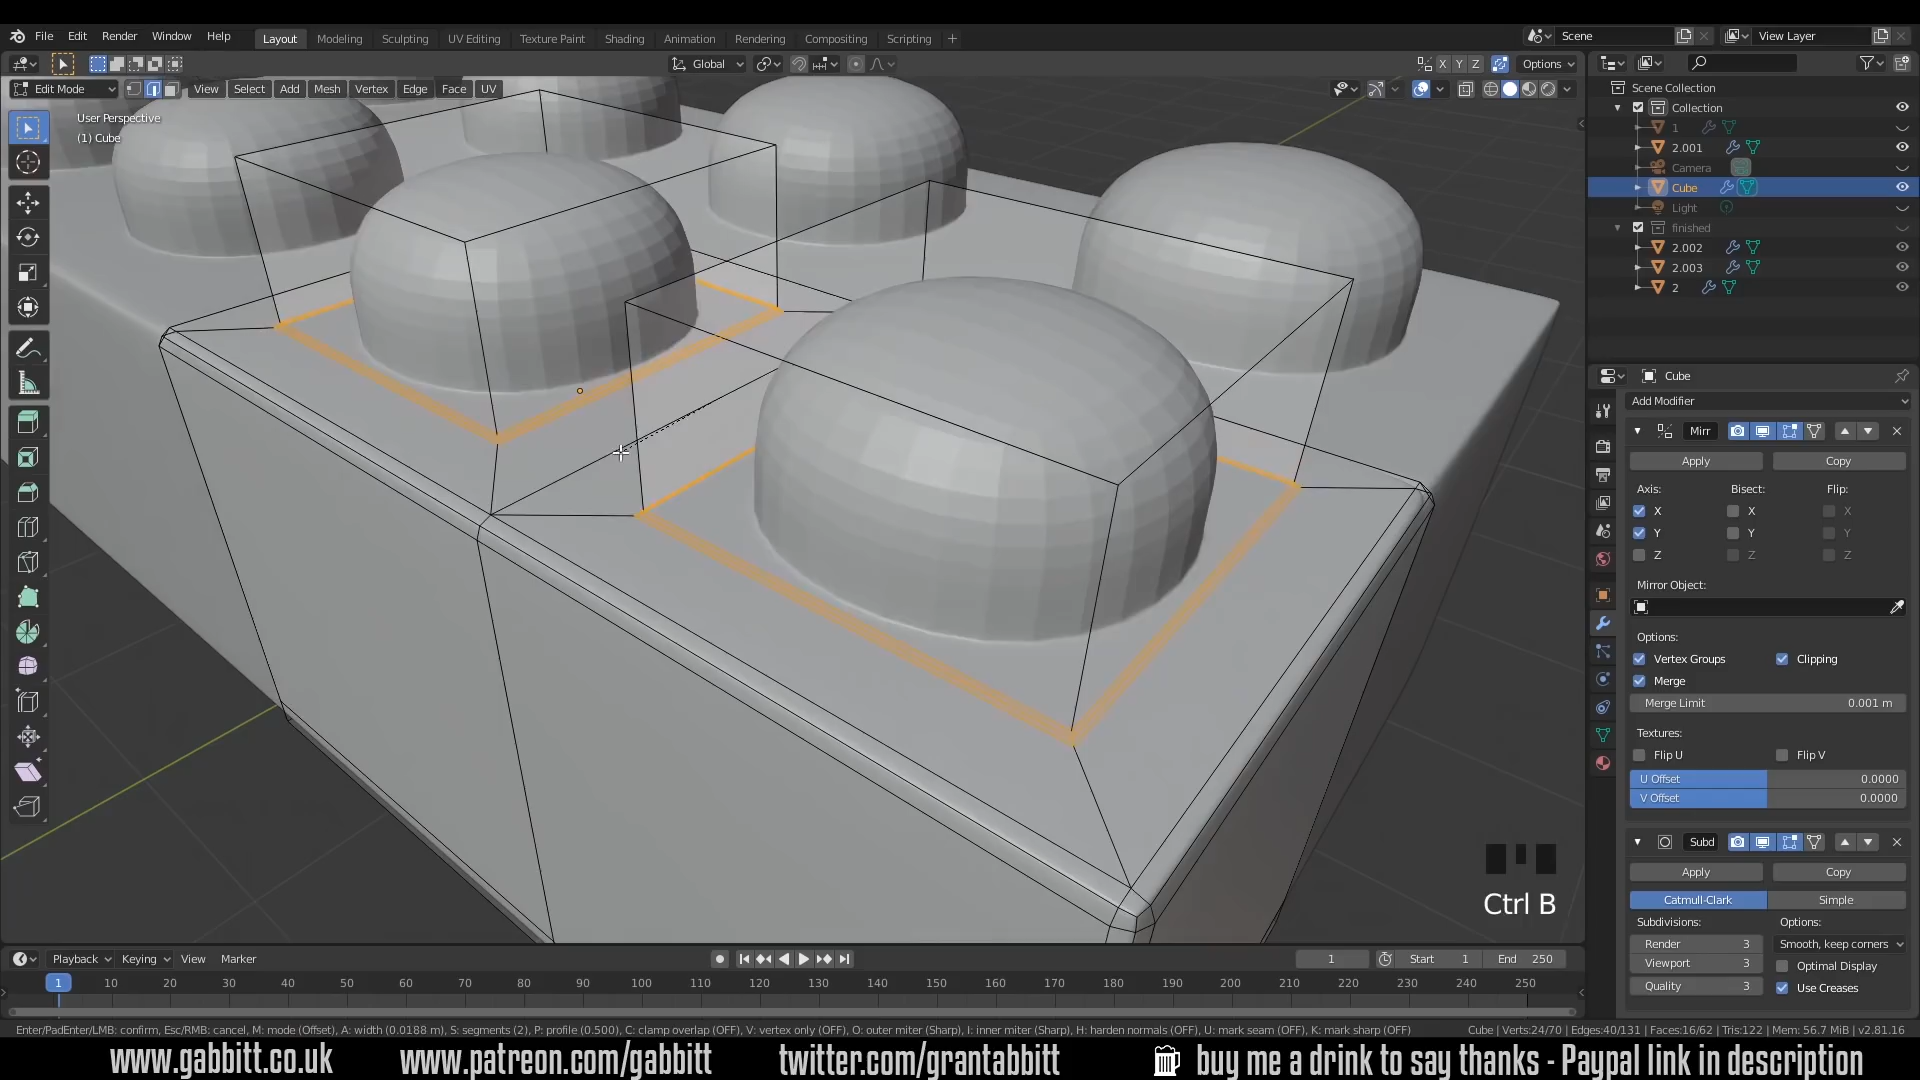 File Edit Render Window Help Layout Modeling Sculpting UV Editing Texture Paint Shading Animation Rendering Compositing Scripting + Scene View Layer
Global X Y Z Options
Edit Mode View Select Add Mesh Vertex Edge Face UV
User Perspective
(1) Cube
Scene Collection
Collection
1
2.001
Camera
Cube
Light
finished
2.002
2.003
2
Cube
Add Modifier
Mirr
Apply Copy
Axis: Bisect: Flip:
X X X
Y Y Y
Z Z Z
Mirror Object:
Options:
Vertex Groups Clipping
Merge
Merge Limit 0.001 m
Textures:
Flip U Flip V
U Offset 0.0000
V Offset 0.0000
Subd
Apply Copy
Catmull-Clark Simple
Subdivisions: Options:
Render 3 Smooth, keep corners
Viewport 3 Optimal Display
Quality 3 Use Creases
Ctrl B
Playback Keying View Marker 1 Start 1 End 250
1 10 20 30 40 50 60 70 80 90 100 110 120 130 140 150 160 170 180 190 200 210 220 230 240 250
Enter/PadEnter/LMB: confirm, Esc/RMB: cancel, M: mode (Offset), A: width (0.0188 m), S: segments (2), P: profile (0.500), C: clamp overlap (OFF), V: vertex only (OFF), O: outer miter (Sharp), I: inner miter (Sharp), H: harden normals (OFF), U: mark seam (OFF), K: mark sharp (OFF) Cube | Verts:24/70 | Edges:40/131 | Faces:16/62 | Tris:122 | Mem: 56.7 MiB | v2.81.16
www.gabbitt.co.uk www.patreon.com/gabbitt twitter.com/grantabbitt buy me a drink to say thanks - Paypal link in description